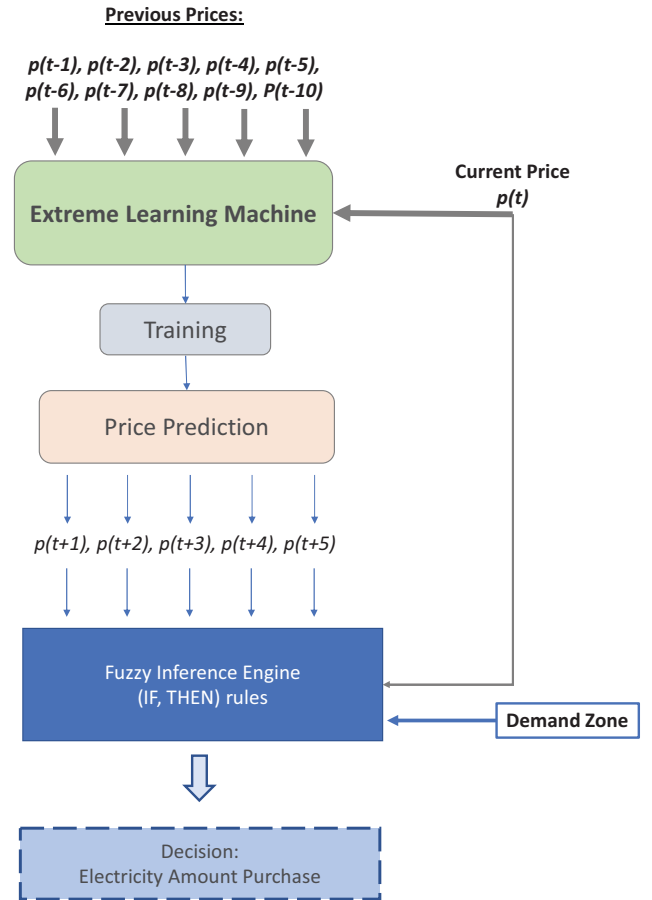 Previous Prices:
p(t-1), p(t-2), p(t-3), p(t-4), p(t-5),
p(t-6), p(t-7), p(t-8), p(t-9), P(t-10)
Extreme Learning Machine
Current Price
p(t)
Training
Price Prediction
p(t+1), p(t+2), p(t+3), p(t+4), p(t+5)
Fuzzy Inference Engine
(IF, THEN) rules
Demand Zone
Decision:
Electricity Amount Purchase